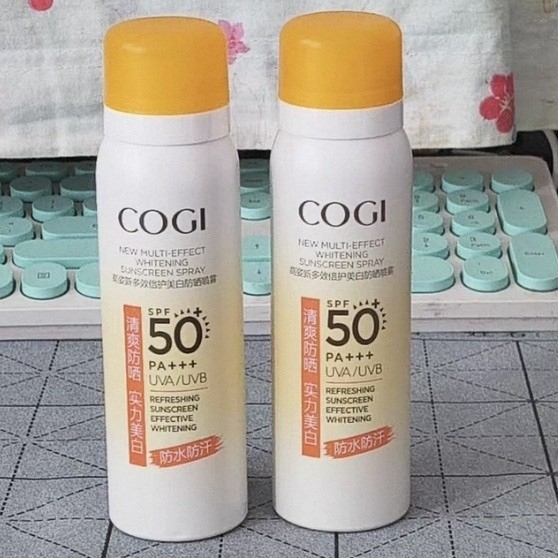 COGI
NEW MULTI-EFFECT
WHITENING
SUNSCREEN SPRAY
高姿新多效倍护美白防晒喷雾
清爽防晒 实力美白
SPF
50+
PA+++
UVA/UVB
REFRESHING
SUNSCREEN
EFFECTIVE
WHITENING
防水防汗
COGI
NEW MULTI-EFFECT
WHITENING
SUNSCREEN SPRAY
高姿新多效倍护美白防晒喷雾
清爽防晒 实力美白
SPF
50+
PA+++
UVA/UVB
REFRESHING
SUNSCREEN
EFFECTIVE
WHITENING
防水防汗